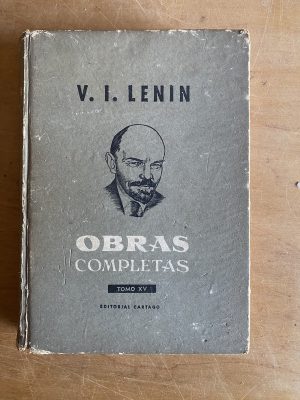 V. I. LENIN
OBRAS
COMPLETAS
TOMO XV
EDITORIAL CARTAGO